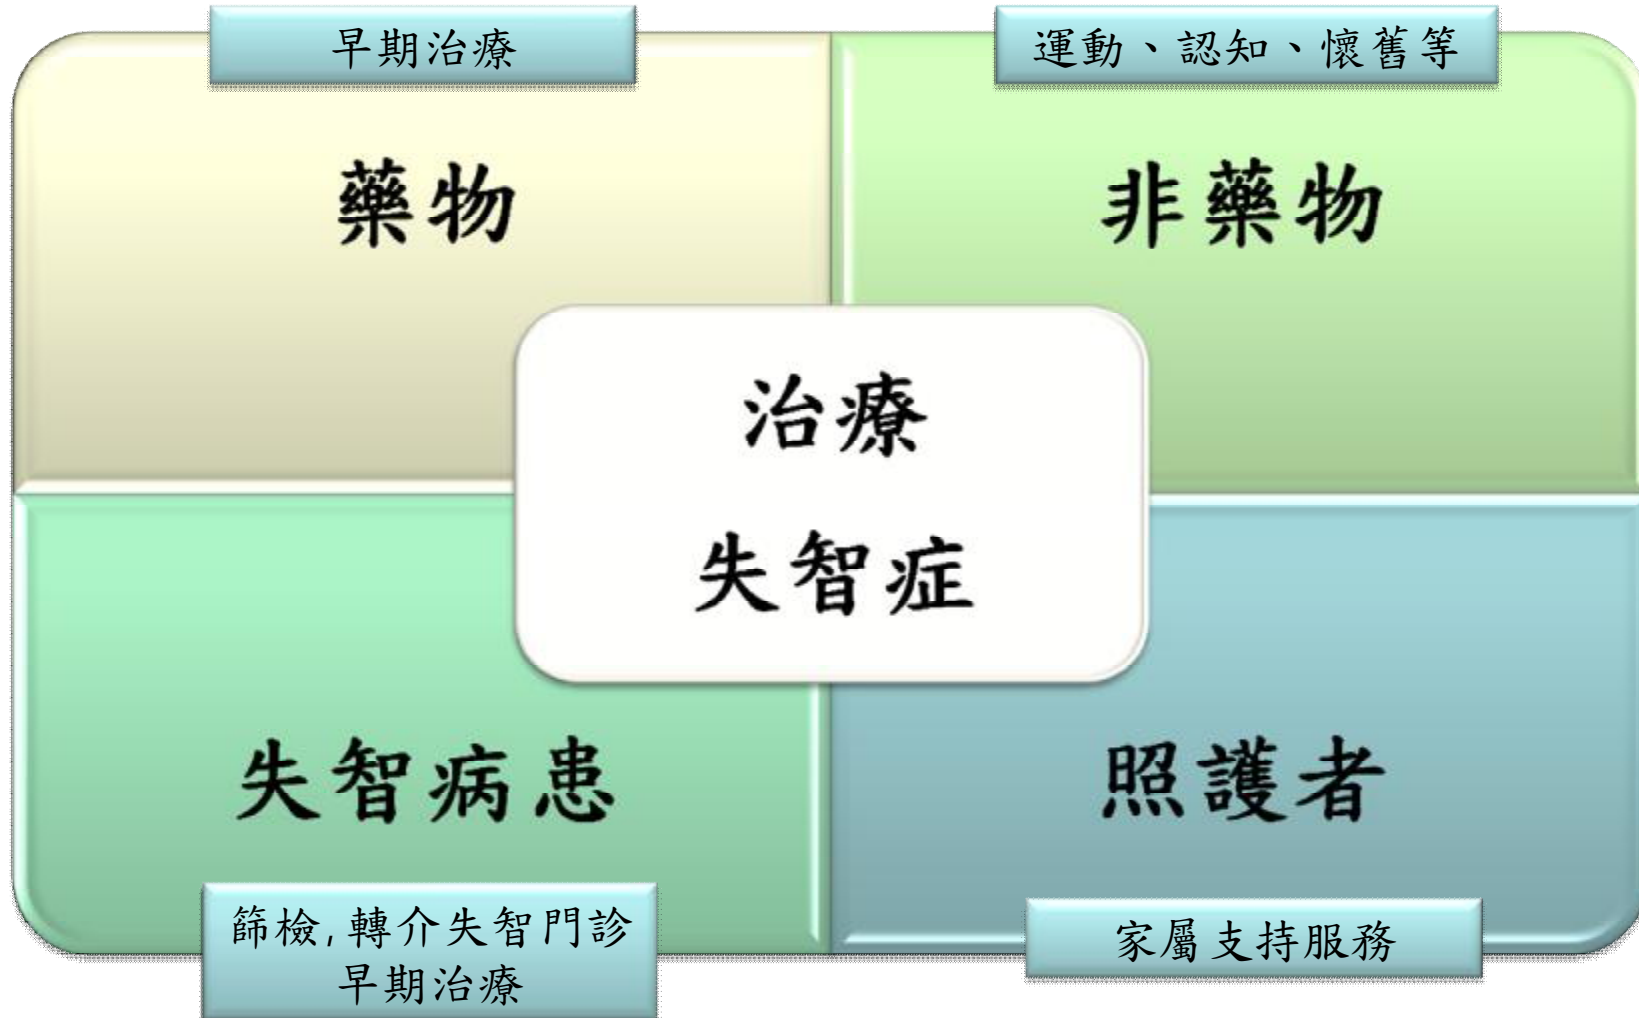 早期治療
運動、認知、懷舊等
藥物
非藥物
治療
失智症
失智病患
照護者
篩檢,轉介失智門診
早期治療
家屬支持服務